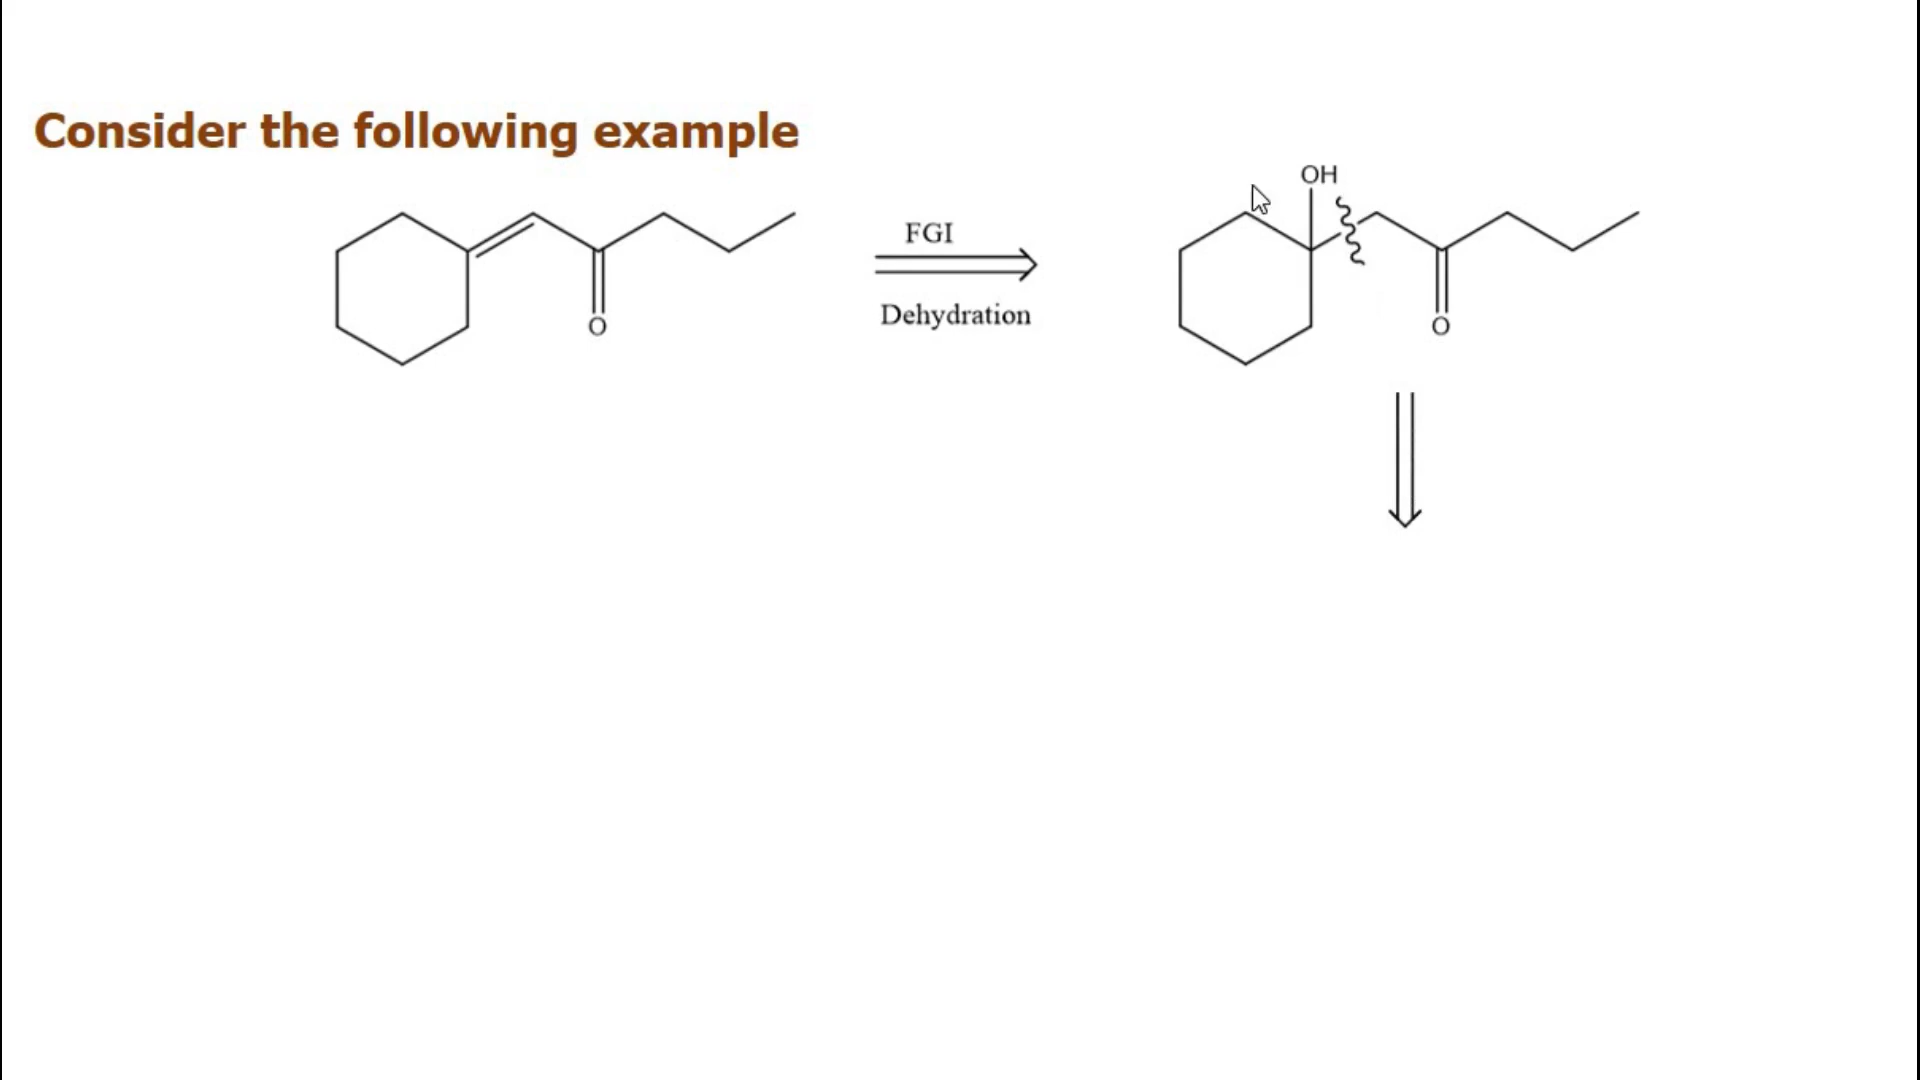 Consider the following example
OH
FGI
Dehydration
O
O